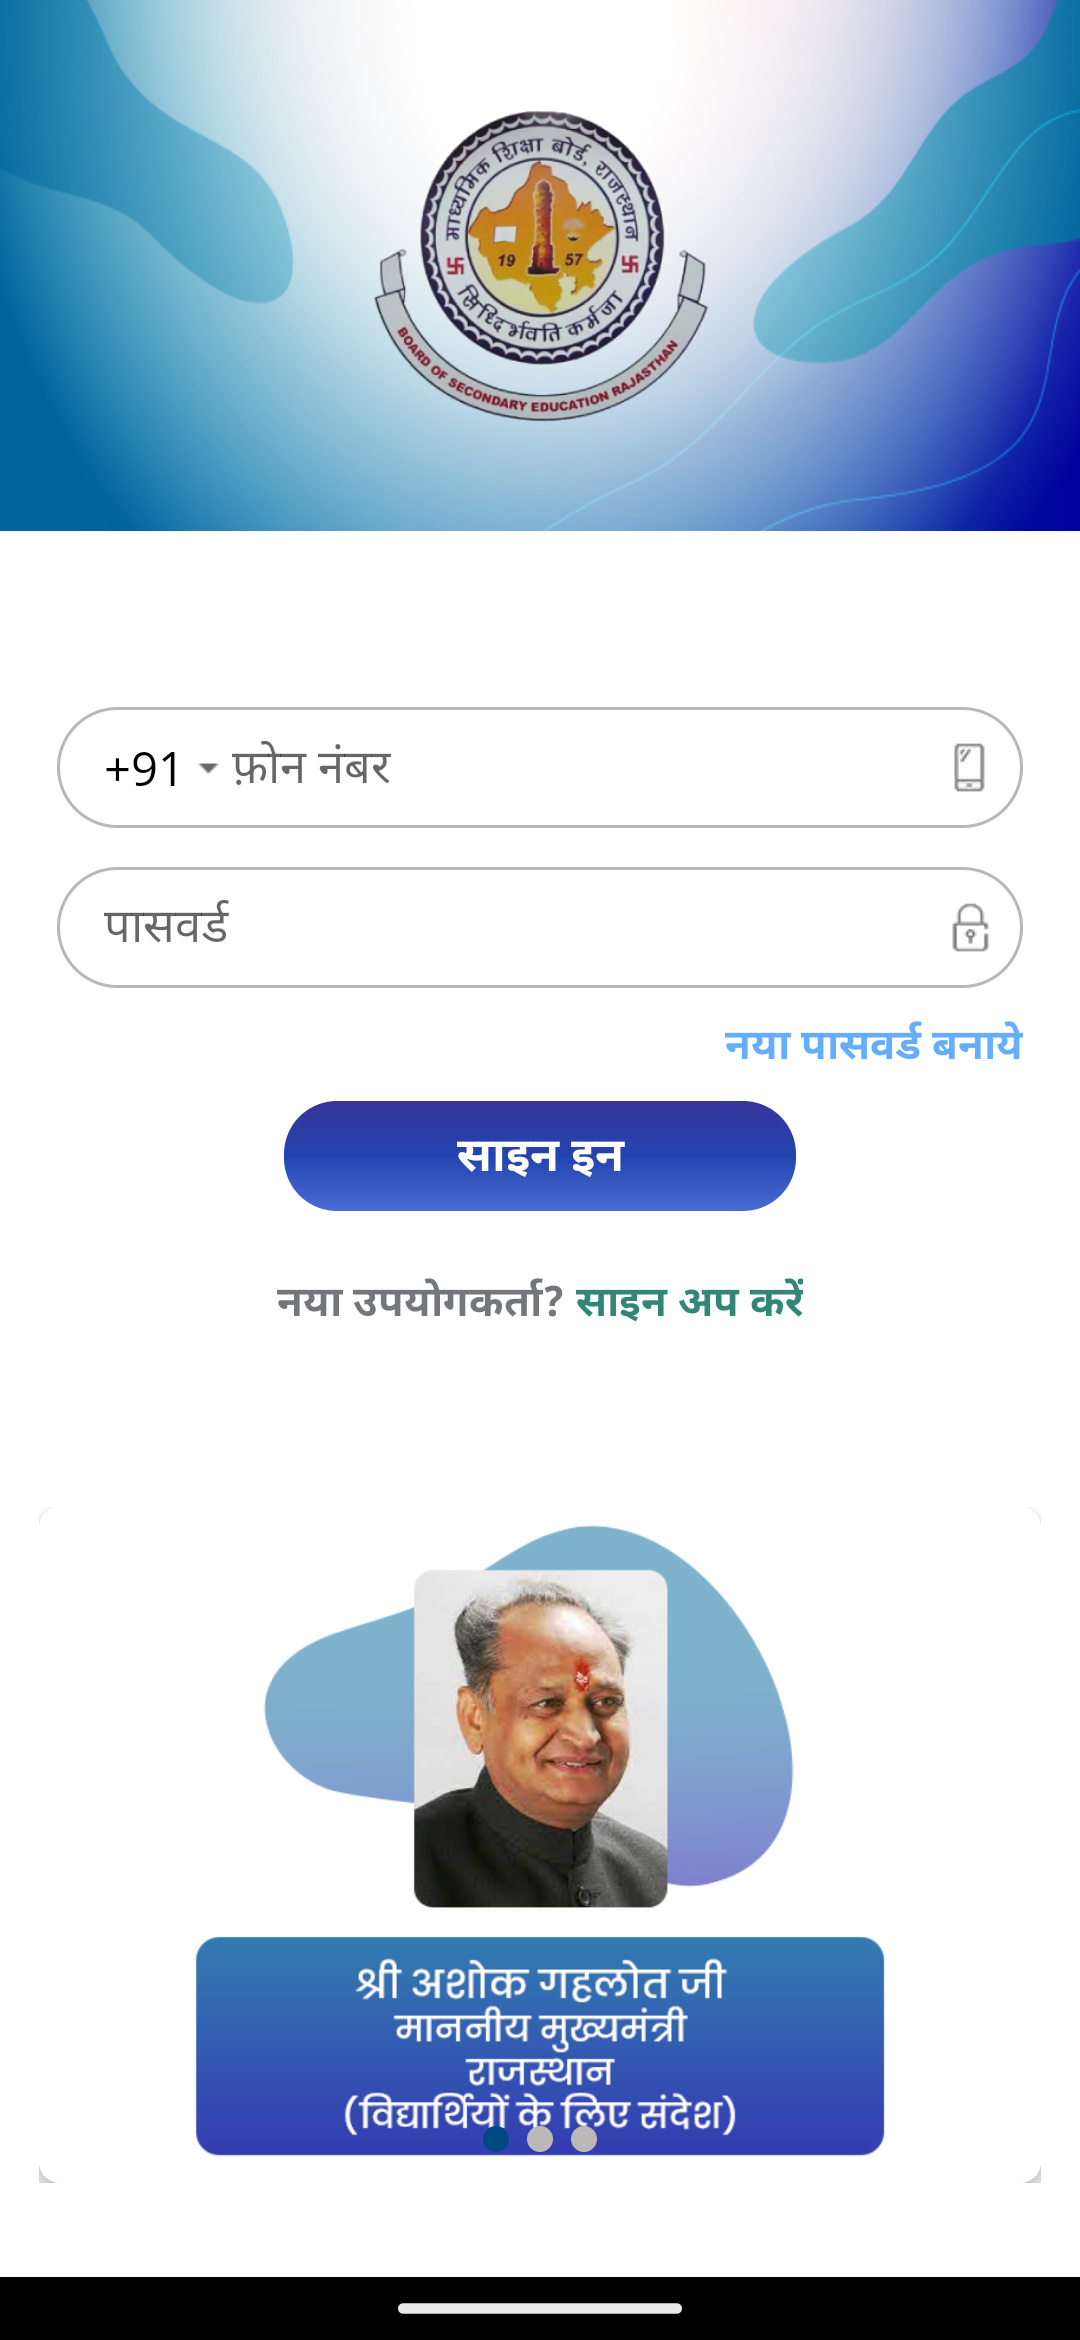 माध्यमिक शिक्षा बोर्ड, राजस्थान
19 57
सिध्दिर्भवति कर्मजा
BOARD OF SECONDARY EDUCATION RAJASTHAN
+91 फ़ोन नंबर
पासवर्ड
नया पासवर्ड बनाये
साइन इन
नया उपयोगकर्ता? साइन अप करें
श्री अशोक गहलोत जी
माननीय मुख्यमंत्री
राजस्थान
(विद्यार्थियों के लिए संदेश)